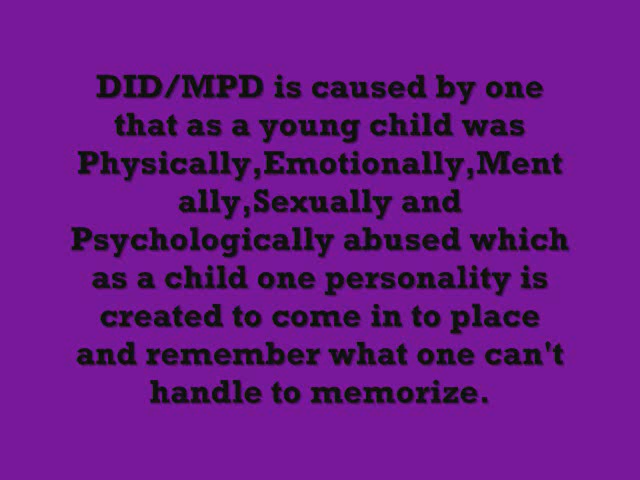 DID/MPD is caused by one
that as a young child was
Physically,Emotionally,Ment
ally,Sexually and
Psychologically abused which
as a child one personality is
created to come in to place
and remember what one can't
handle to memorize.